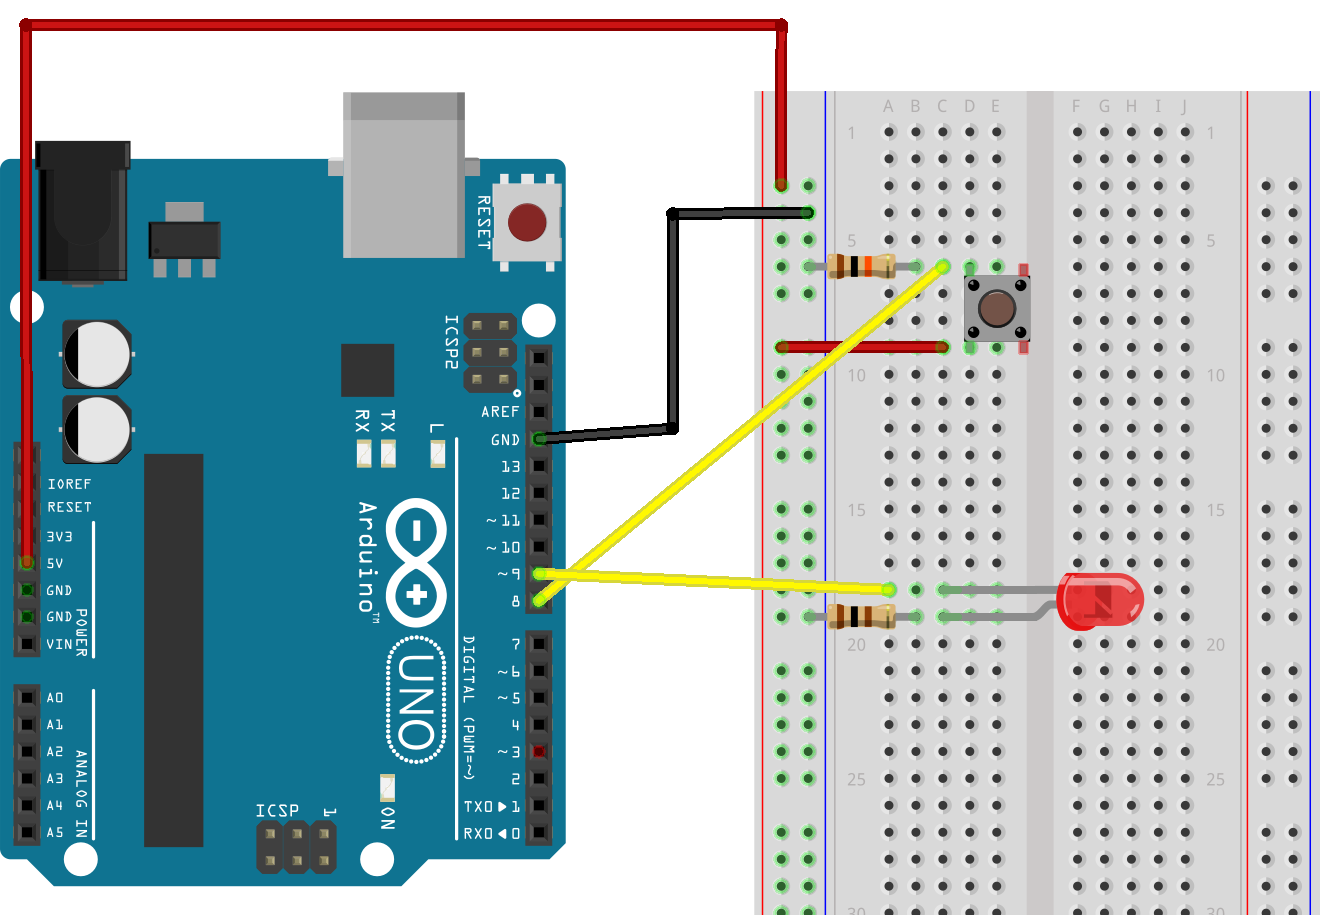 A B C D E F G H I J
1 1
RESET
5 5
ICSP2
10 10
AREF
GND
RX TX L
13
IOREF
12
RESET
15 15
~11
3V3
~10
5V
~9
GND
8
GND
VIN
POWER
Arduino™
UNO
20 20
7
~6
A0
~5
A1
4
A2
~3
A3
2
25 25
A4
TX0▶1
A5
RX0◀0
ANALOG IN
DIGITAL (PWM=~)
ICSP 1
ON
30 30